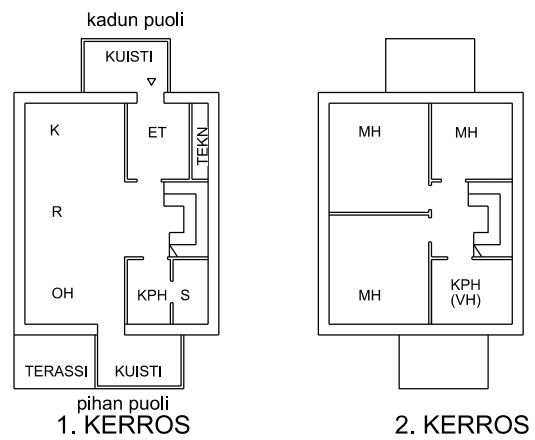 kadun puoli
KUISTI
K
ET
TEKN
R
OH
KPH
S
TERASSI
KUISTI
pihan puoli
1. KERROS
MH
MH
MH
KPH
(VH)
2. KERROS